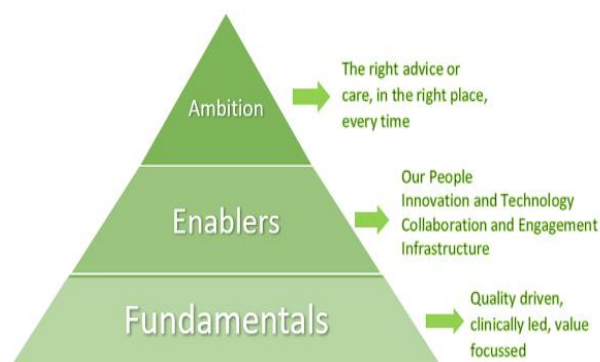 Ambition
The right advice or
care, in the right place,
every time
Enablers
Our People
Innovation and Technology
Collaboration and Engagement
Infrastructure
Fundamentals
Quality driven,
clinically led, value
focussed